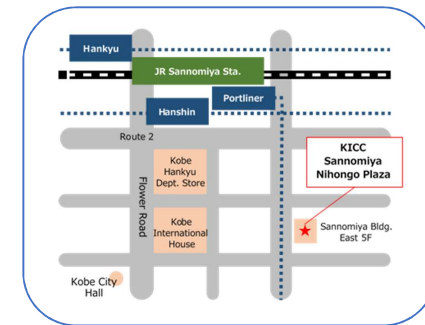 Hankyu
JR Sannomiya Sta.
Portliner
Hanshin
Route 2
KICC
Sannomiya
Nihongo Plaza
Kobe
Hankyu
Dept. Store
Flower Road
Kobe
International
House
Sannomiya Bldg.
East 5F
Kobe City
Hall